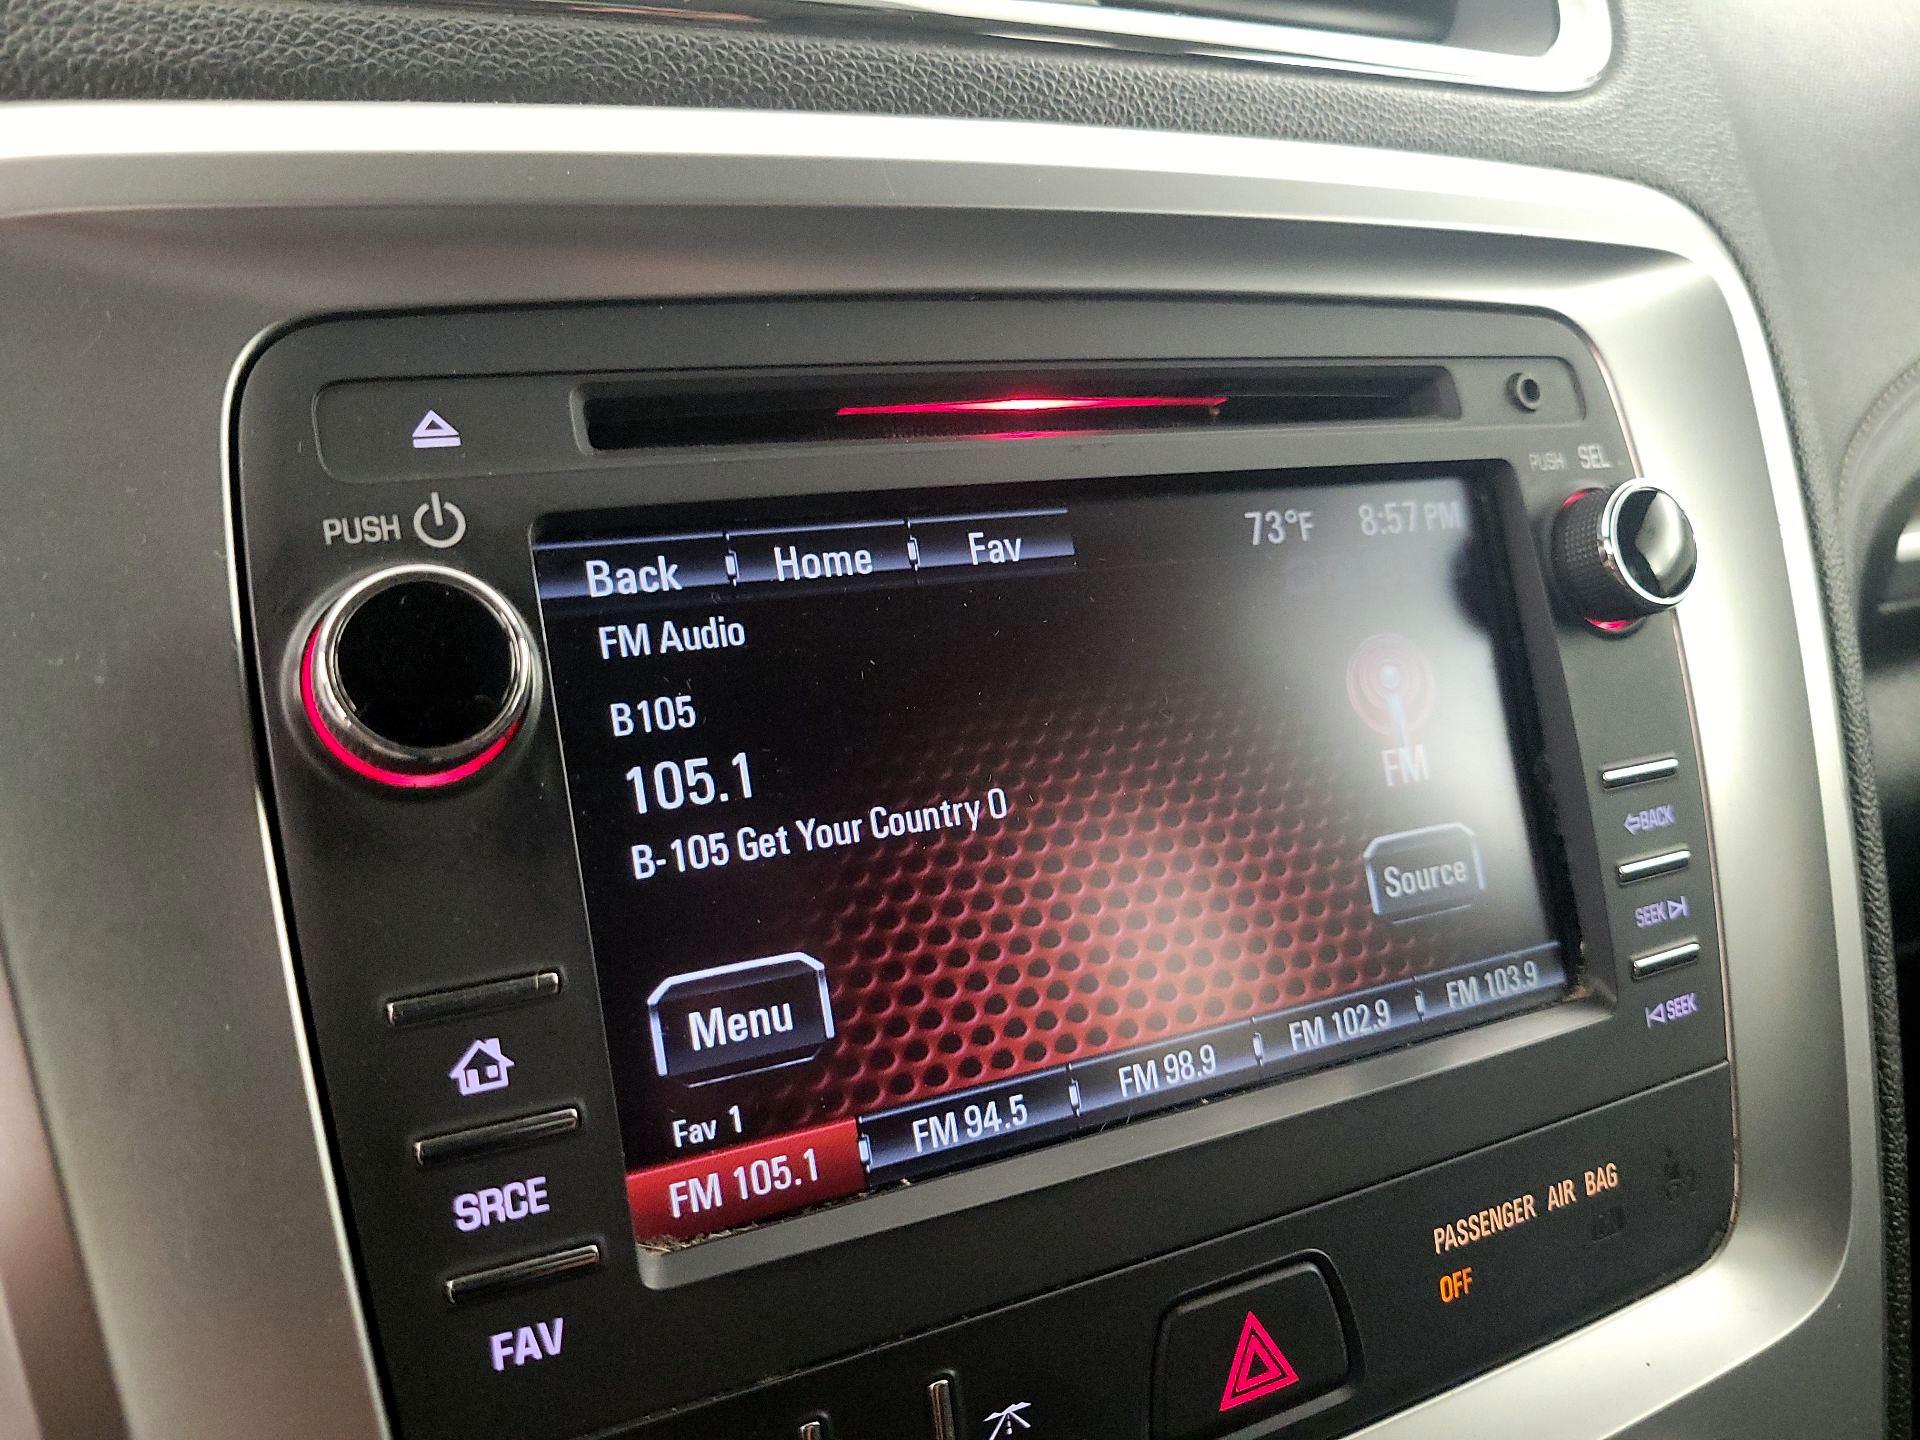 PUSH SEL
PUSH
73°F 8:57 PM
Back Home Fav
FM Audio
B105
105.1
FM
B-105 Get Your Country O
BACK
Source
SEEK
Menu
SEEK
Fav 1
FM 105.1 FM 94.5 FM 98.9 FM 102.9 FM 103.9
SRCE
PASSENGER AIR BAG
OFF
FAV